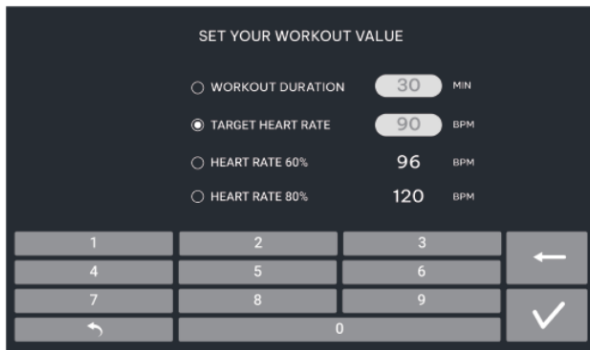 SET YOUR WORKOUT VALUE
WORKOUT DURATION 30 MIN
TARGET HEART RATE 90 BPM
HEART RATE 60% 96 BPM
HEART RATE 80% 120 BPM
1 2 3
4 5 6
7 8 9
0